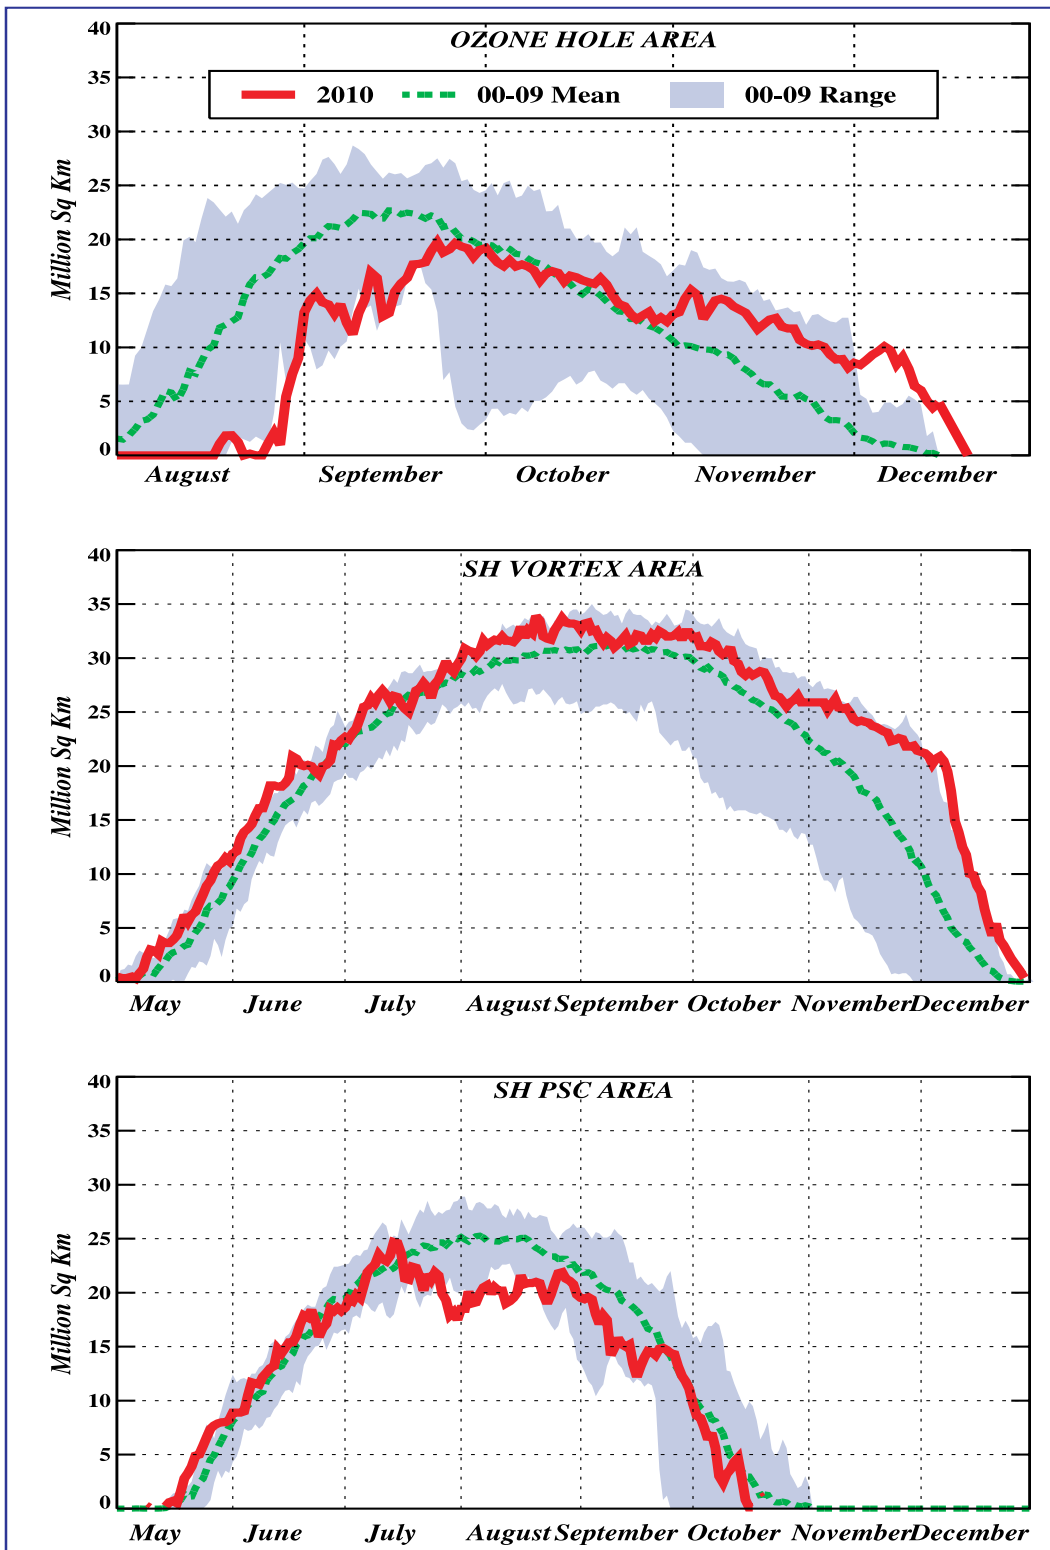 OZONE HOLE AREA
2010 00-09 Mean 00-09 Range
Million Sq Km
40
35
30
25
20
15
10
5
0
August September October November December
SH VORTEX AREA
Million Sq Km
40
35
30
25
20
15
10
5
0
May June July August September October November December
SH PSC AREA
Million Sq Km
40
35
30
25
20
15
10
5
0
May June July August September October November December